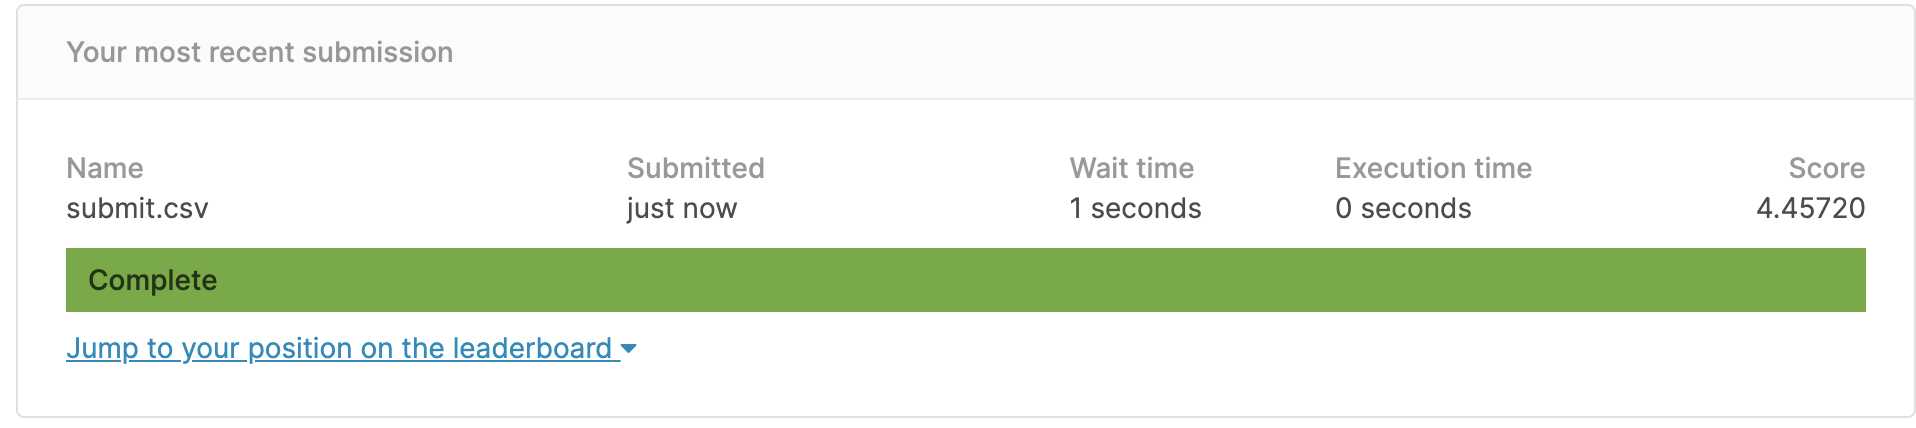 Your most recent submission
Name Submitted Wait time Execution time Score
submit.csv just now 1 seconds 0 seconds 4.45720
Complete
Jump to your position on the leaderboard